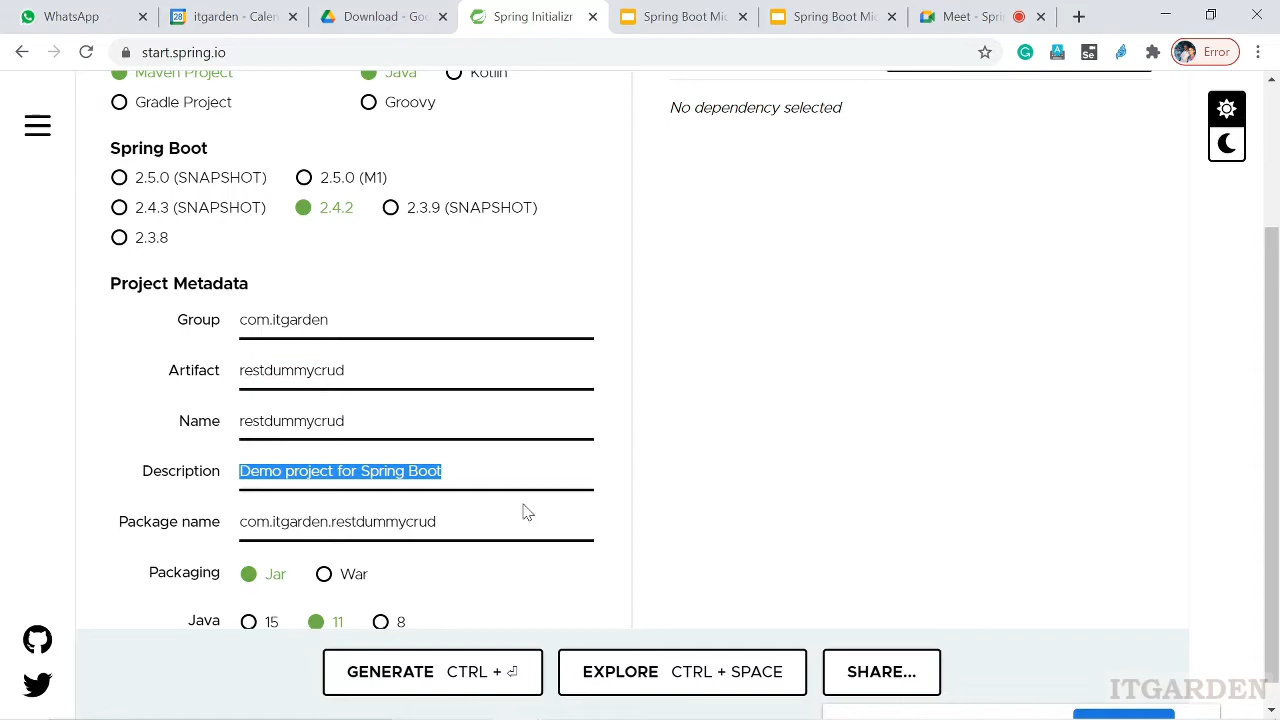 WhatsApp
itgarden - Calen
Download - Goo
Spring Initializr
Spring Boot Mi
Spring Boot Mic
Meet - Spri
start.spring.io
Error
Maven Project
Java
Kotlin
Gradle Project
Groovy
No dependency selected
Spring Boot
2.5.0 (SNAPSHOT)
2.5.0 (M1)
2.4.3 (SNAPSHOT)
2.4.2
2.3.9 (SNAPSHOT)
2.3.8
Project Metadata
Group com.itgarden
Artifact restdummycrud
Name restdummycrud
Description Demo project for Spring Boot
Package name com.itgarden.restdummycrud
Packaging Jar War
Java 15 11 8
GENERATE CTRL + ⏎
EXPLORE CTRL + SPACE
SHARE...
ITGARDEN